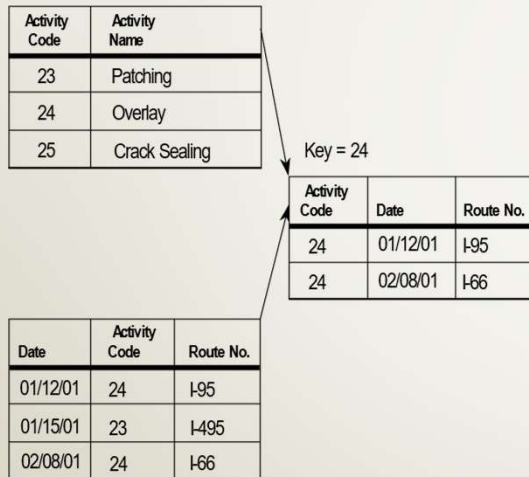 Activity Code Activity Name
23 Patching
24 Overlay
25 Crack Sealing
Key = 24
Activity Code Date Route No.
24 01/12/01 I-95
24 02/08/01 I-66
Date Activity Code Route No.
01/12/01 24 I-95
01/15/01 23 I-495
02/08/01 24 I-66